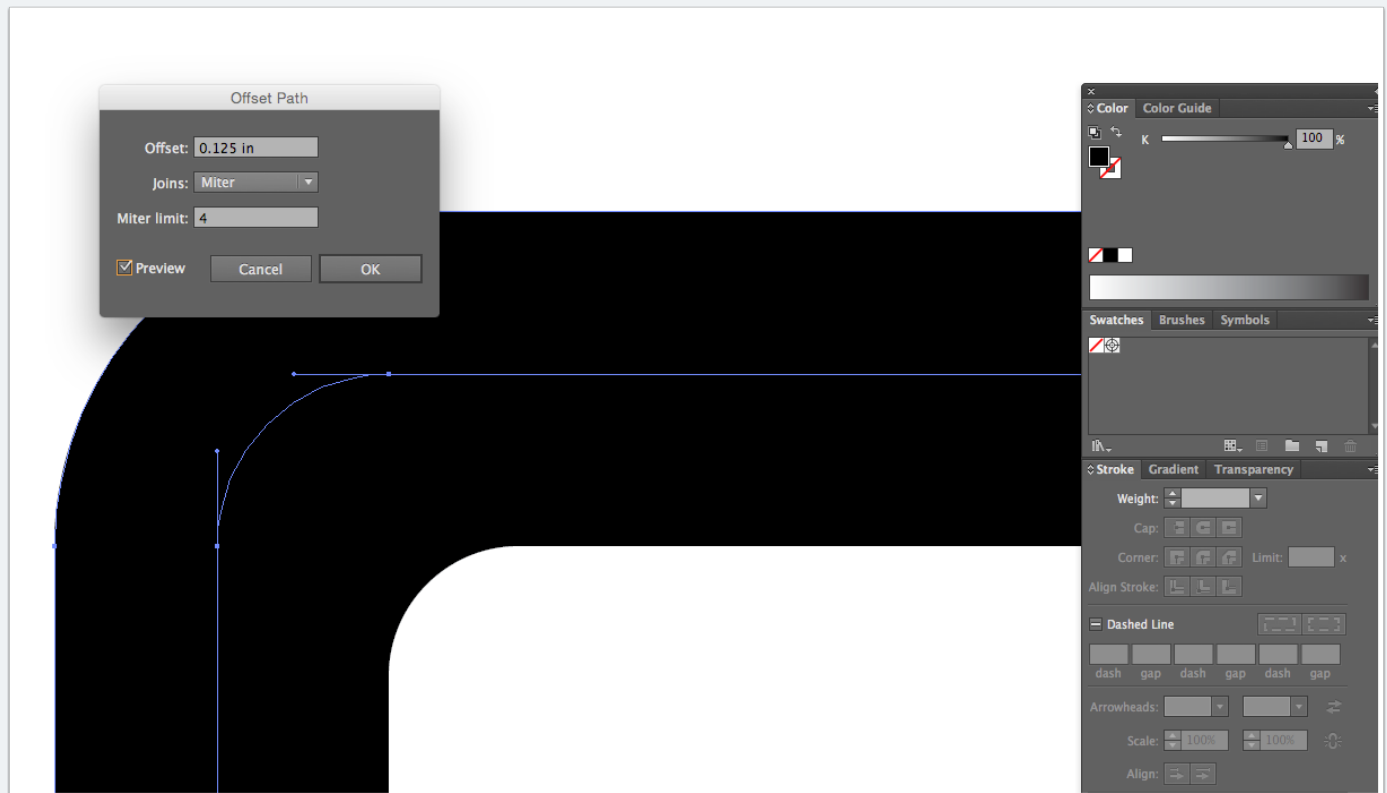 Offset Path
Offset: 0.125 in
Joins: Miter
Miter limit: 4
Preview Cancel OK
Color Color Guide
K 100 %
Swatches Brushes Symbols
Stroke Gradient Transparency
Weight:
Cap:
Corner: Limit: x
Align Stroke:
Dashed Line
dash gap dash gap dash gap
Arrowheads:
Scale: 100% 100%
Align: